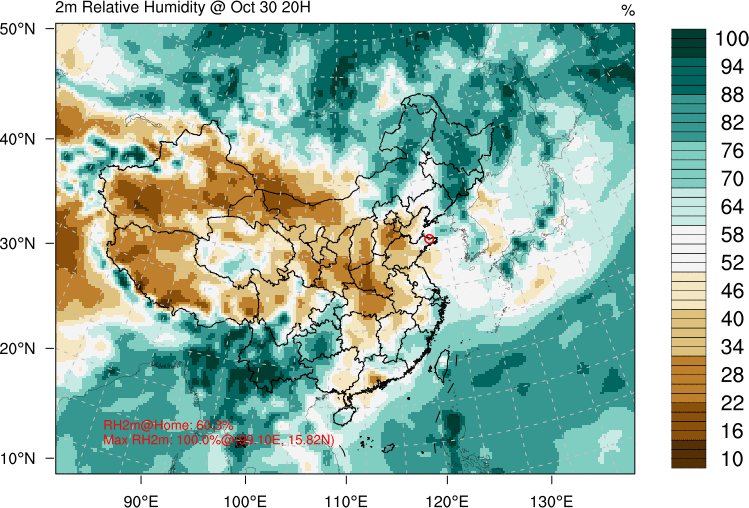 2m Relative Humidity @ Oct 30 20H
%
50°N
40°N
30°N
20°N
10°N
90°E
100°E
110°E
120°E
130°E
100
94
88
82
76
70
64
58
52
46
40
34
28
22
16
10
RH2m@Home: 60.3%
Max RH2m: 100.0%@(99.10E, 15.82N)